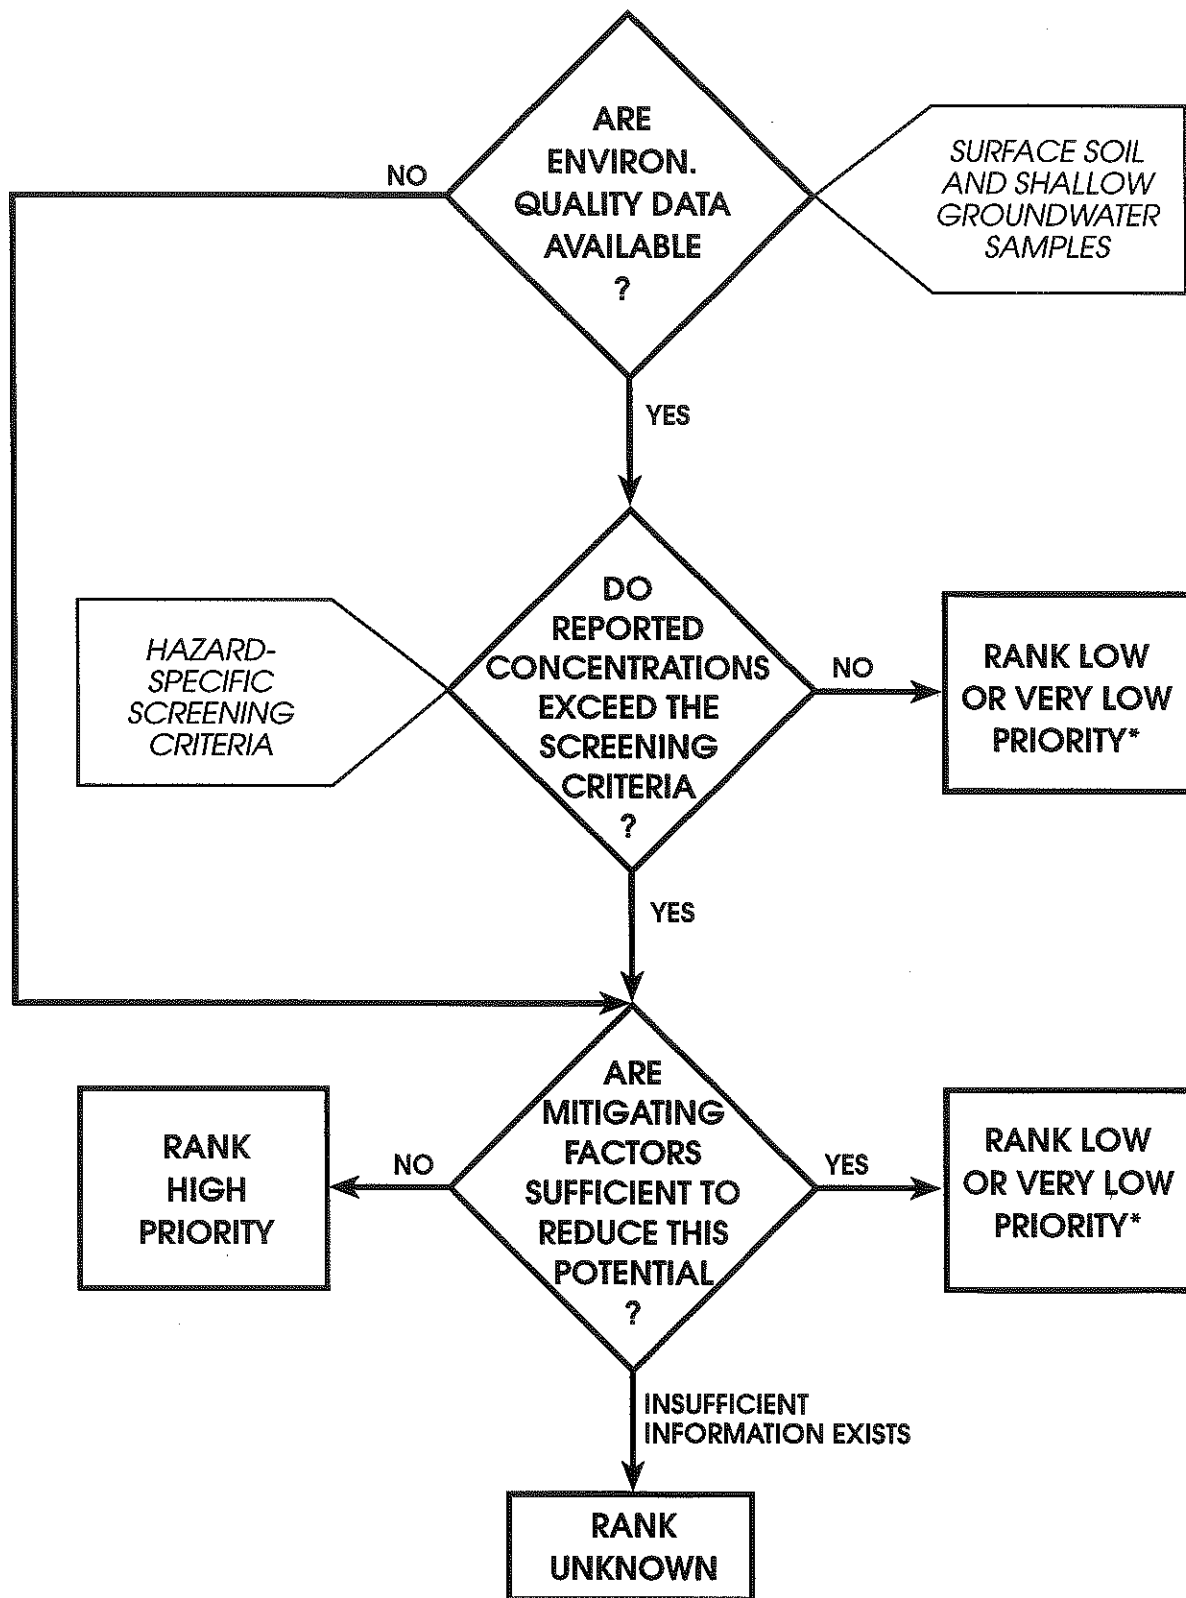 ARE
ENVIRON.
QUALITY DATA
AVAILABLE
?
NO
SURFACE SOIL
AND SHALLOW
GROUNDWATER
SAMPLES
YES
DO
REPORTED
CONCENTRATIONS
EXCEED THE
SCREENING
CRITERIA
?
HAZARD-
SPECIFIC
SCREENING
CRITERIA
NO
RANK LOW
OR VERY LOW
PRIORITY*
YES
ARE
MITIGATING
FACTORS
SUFFICIENT TO
REDUCE THIS
POTENTIAL
?
NO
RANK
HIGH
PRIORITY
YES
RANK LOW
OR VERY LOW
PRIORITY*
INSUFFICIENT
INFORMATION EXISTS
RANK
UNKNOWN